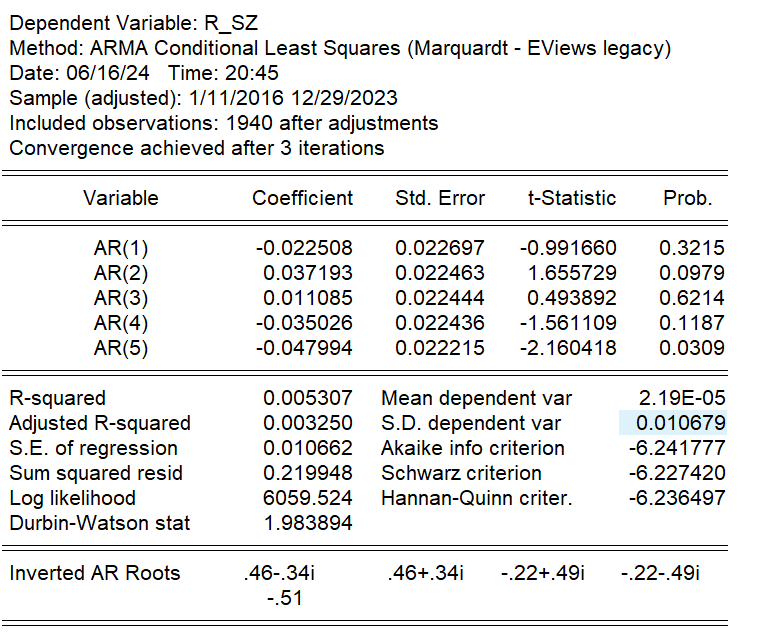 Dependent Variable: R_SZ
Method: ARMA Conditional Least Squares (Marquardt - EViews legacy)
Date: 06/16/24 Time: 20:45
Sample (adjusted): 1/11/2016 12/29/2023
Included observations: 1940 after adjustments
Convergence achieved after 3 iterations
Variable Coefficient Std. Error t-Statistic Prob.
AR(1) -0.022508 0.022697 -0.991660 0.3215
AR(2) 0.037193 0.022463 1.655729 0.0979
AR(3) 0.011085 0.022444 0.493892 0.6214
AR(4) -0.035026 0.022436 -1.561109 0.1187
AR(5) -0.047994 0.022215 -2.160418 0.0309
R-squared 0.005307 Mean dependent var 2.19E-05
Adjusted R-squared 0.003250 S.D. dependent var 0.010679
S.E. of regression 0.010662 Akaike info criterion -6.241777
Sum squared resid 0.219948 Schwarz criterion -6.227420
Log likelihood 6059.524 Hannan-Quinn criter. -6.236497
Durbin-Watson stat 1.983894
Inverted AR Roots .46-.34i .46+.34i -.22+.49i -.22-.49i
-.51